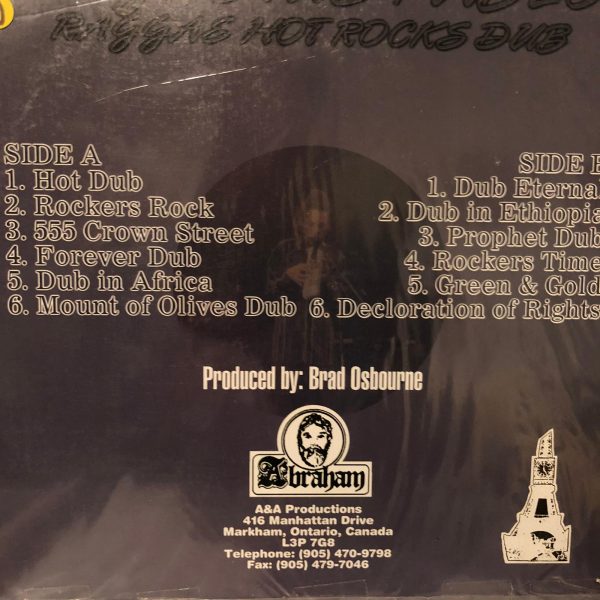 RAGGAE HOT ROCKS DUB
SIDE A
1. Hot Dub
2. Rockers Rock
3. 555 Crown Street
4. Forever Dub
5. Dub in Africa
6. Mount of Olives Dub
SIDE
1. Dub Eterna
2. Dub in Ethiopia
3. Prophet Dub
4. Rockers Time
5. Green & Gold
6. Decloration of Rights
Produced by: Brad Osbourne
Abraham
A&A Productions
416 Manhattan Drive
Markham, Ontario, Canada
L3P 7G8
Telephone: (905) 470-9798
Fax: (905) 479-7046